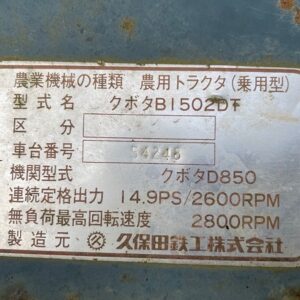 農業機械の種類 農用トラクタ(乗用型)
型式名 クボタB1502DT
区分
車台番号 54248
機関型式 クボタD850
連続定格出力 14.9PS/2600RPM
無負荷最高回転速度 2800RPM
製造元 久保田鉄工株式会社